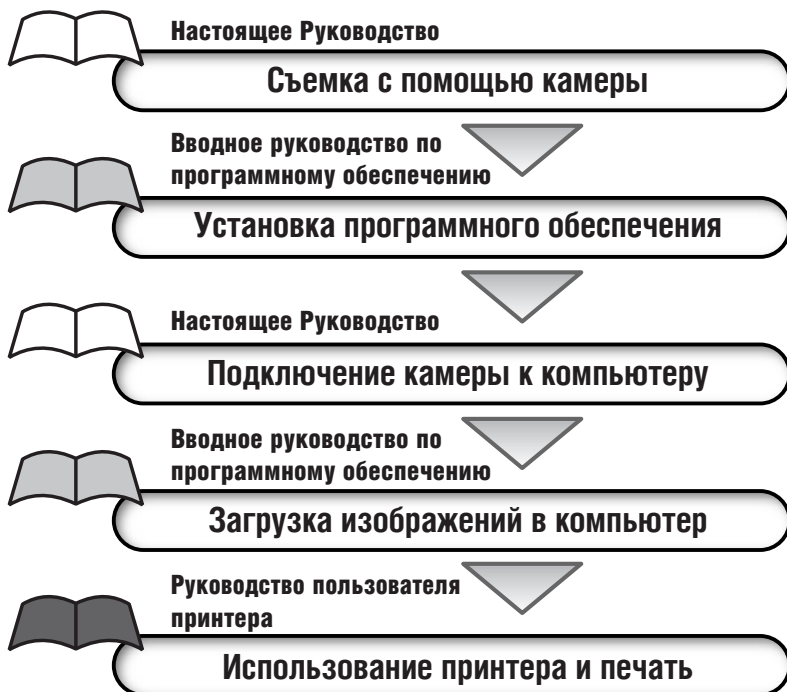 Настоящее Руководство
Съемка с помощью камеры
Вводное руководство по
программному обеспечению
Установка программного обеспечения
Настоящее Руководство
Подключение камеры к компьютеру
Вводное руководство по
программному обеспечению
Загрузка изображений в компьютер
Руководство пользователя
принтера
Использование принтера и печать